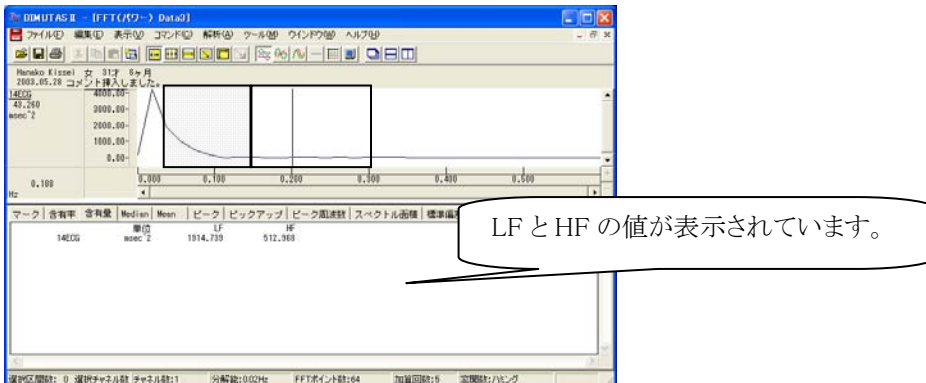 BIMUTASⅡ - [FFT(パワー) Data3]
ファイル(F) 編集(E) 表示(V) コマンド(C) 解析(A) ツール(M) ウインドウ(W) ヘルプ(H)
Hanako Kissei 女 31才 6ヶ月
2003.05.28 コメント挿入しました。
14ECG
43.260
msec^2
4000.00
3000.00
2000.00
1000.00
0.00
0.188
Hz
0.000 0.100 0.200 0.300 0.400 0.500
マーク 含有率 含有量 Median Mean ピーク ピックアップ ピーク周波数 スペクトル面積 標準偏
単位 LF HF
14ECG msec^2 1914.739 512.968
LFとHFの値が表示されています。
選択区間数: 0 選択チャネル数 チャネル数:1 分解能:0.02Hz FFTポイント数:64 加算回数:5 窓関数:ハミング